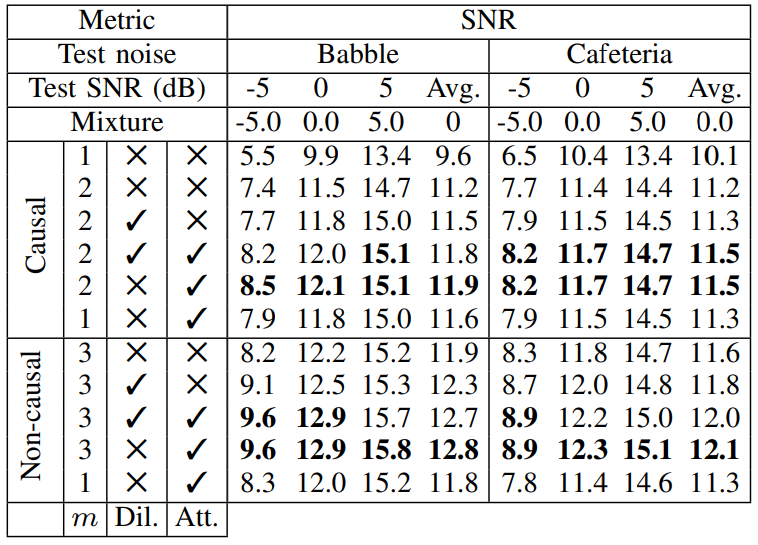 Metric SNR
Test noise Babble Cafeteria
Test SNR (dB) -5 0 5 Avg. -5 0 5 Avg.
Mixture -5.0 0.0 5.0 0 -5.0 0.0 5.0 0.0
Causal
1 × × 5.5 9.9 13.4 9.6 6.5 10.4 13.4 10.1
2 × × 7.4 11.5 14.7 11.2 7.7 11.4 14.4 11.2
2 ✓ × 7.7 11.8 15.0 11.5 7.9 11.5 14.5 11.3
2 ✓ ✓ 8.2 12.0 15.1 11.8 8.2 11.7 14.7 11.5
2 × ✓ 8.5 12.1 15.1 11.9 8.2 11.7 14.7 11.5
1 × ✓ 7.9 11.8 15.0 11.6 7.9 11.5 14.5 11.3
Non-causal
3 × × 8.2 12.2 15.2 11.9 8.3 11.8 14.7 11.6
3 ✓ × 9.1 12.5 15.3 12.3 8.7 12.0 14.8 11.8
3 ✓ ✓ 9.6 12.9 15.7 12.7 8.9 12.2 15.0 12.0
3 × ✓ 9.6 12.9 15.8 12.8 8.9 12.3 15.1 12.1
1 × ✓ 8.3 12.0 15.2 11.8 7.8 11.4 14.6 11.3
m Dil. Att.